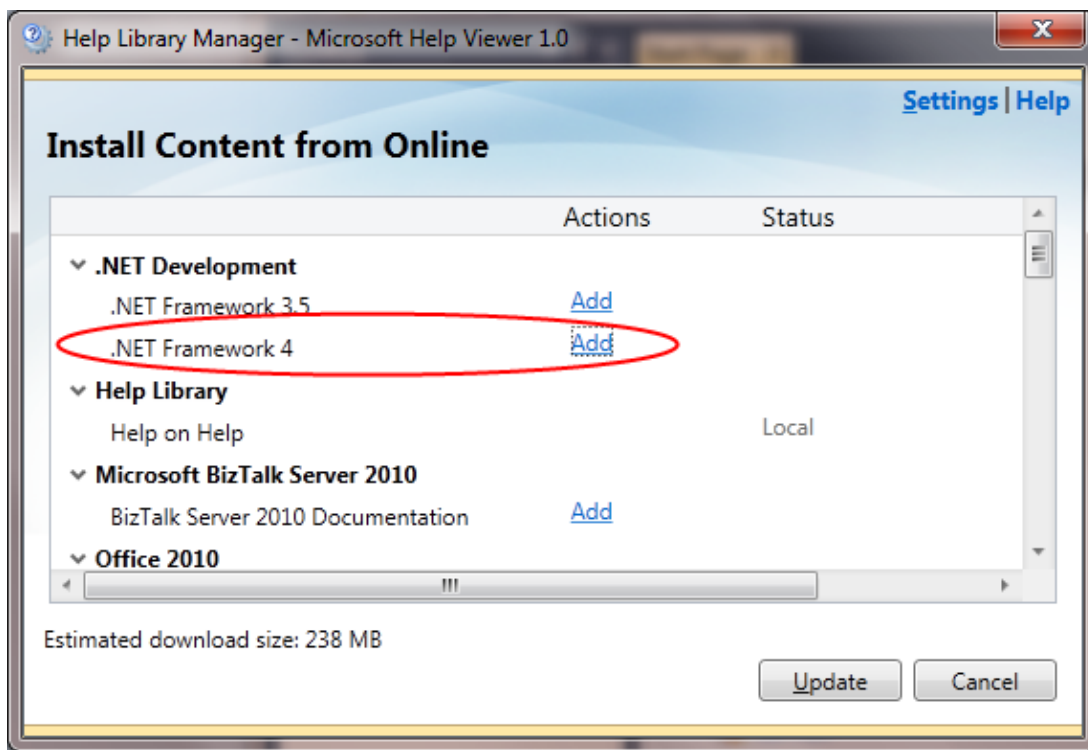 Help Library Manager - Microsoft Help Viewer 1.0
Settings | Help
Install Content from Online
Actions Status
.NET Development
.NET Framework 3.5 Add
.NET Framework 4 Add
Help Library
Help on Help Local
Microsoft BizTalk Server 2010
BizTalk Server 2010 Documentation Add
Office 2010
Estimated download size: 238 MB
Update Cancel